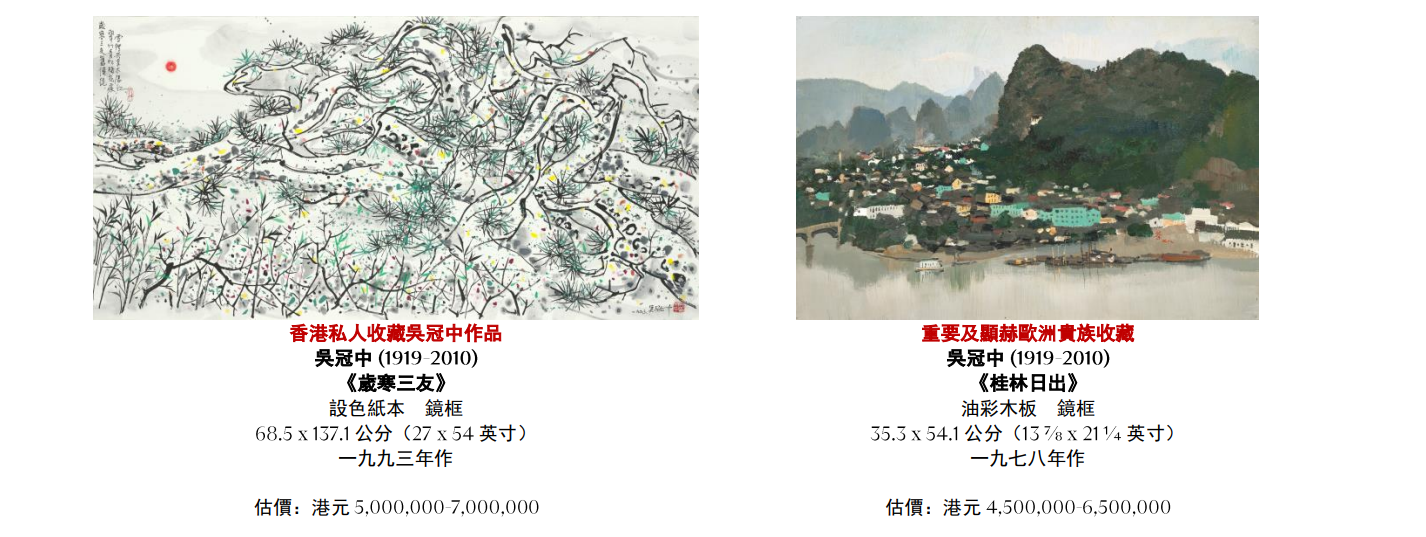 香港私人收藏吳冠中作品
吳冠中 (1919-2010)
《歲寒三友》
設色紙本　鏡框
68.5 x 137.1 公分（27 x 54 英寸）
一九九三年作
估價：港元 5,000,000-7,000,000
重要及顯赫歐洲貴族收藏
吳冠中 (1919-2010)
《桂林日出》
油彩木板　鏡框
35.3 x 54.1 公分（13 ⅞ x 21 ¼ 英寸）
一九七八年作
估價：港元 4,500,000-6,500,000